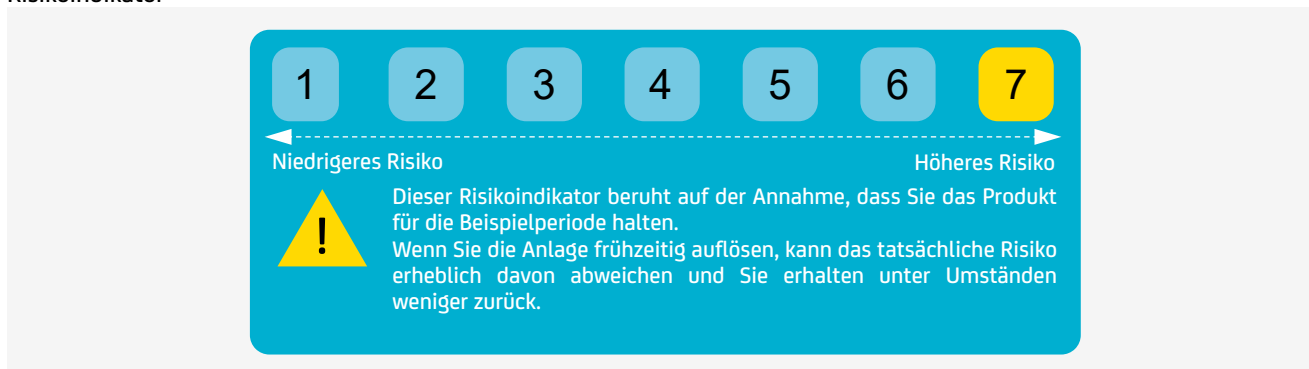 Risikoindikator
1 2 3 4 5 6 7
Niedrigeres Risiko Höheres Risiko
!
Dieser Risikoindikator beruht auf der Annahme, dass Sie das Produkt
für die Beispielperiode halten.
Wenn Sie die Anlage frühzeitig auflösen, kann das tatsächliche Risiko
erheblich davon abweichen und Sie erhalten unter Umständen
weniger zurück.